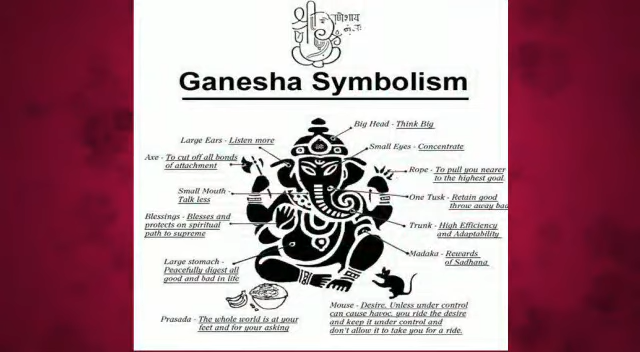 Ganesha Symbolism
Big Head - Think Big
Large Ears - Listen more
Small Eyes - Concentrate
Axe - To cut off all bonds
of attachment
Rope - To pull you nearer
to the highest goal.
Small Mouth -
Talk less
One Tusk - Retain good
throw away bad
Blessings - Blesses and
protects on spiritual
path to supreme
Trunk - High Efficiency
and Adaptability
Madaka - Rewards
of Sadhana
Large stomach -
Peacefully digest all
good and bad in life
Prasada - The whole world is at your
feet and for your asking
Mouse - Desire. Unless under control
can cause havoc. you ride the desire
and keep it under control and
don't allow it to take you for a ride.